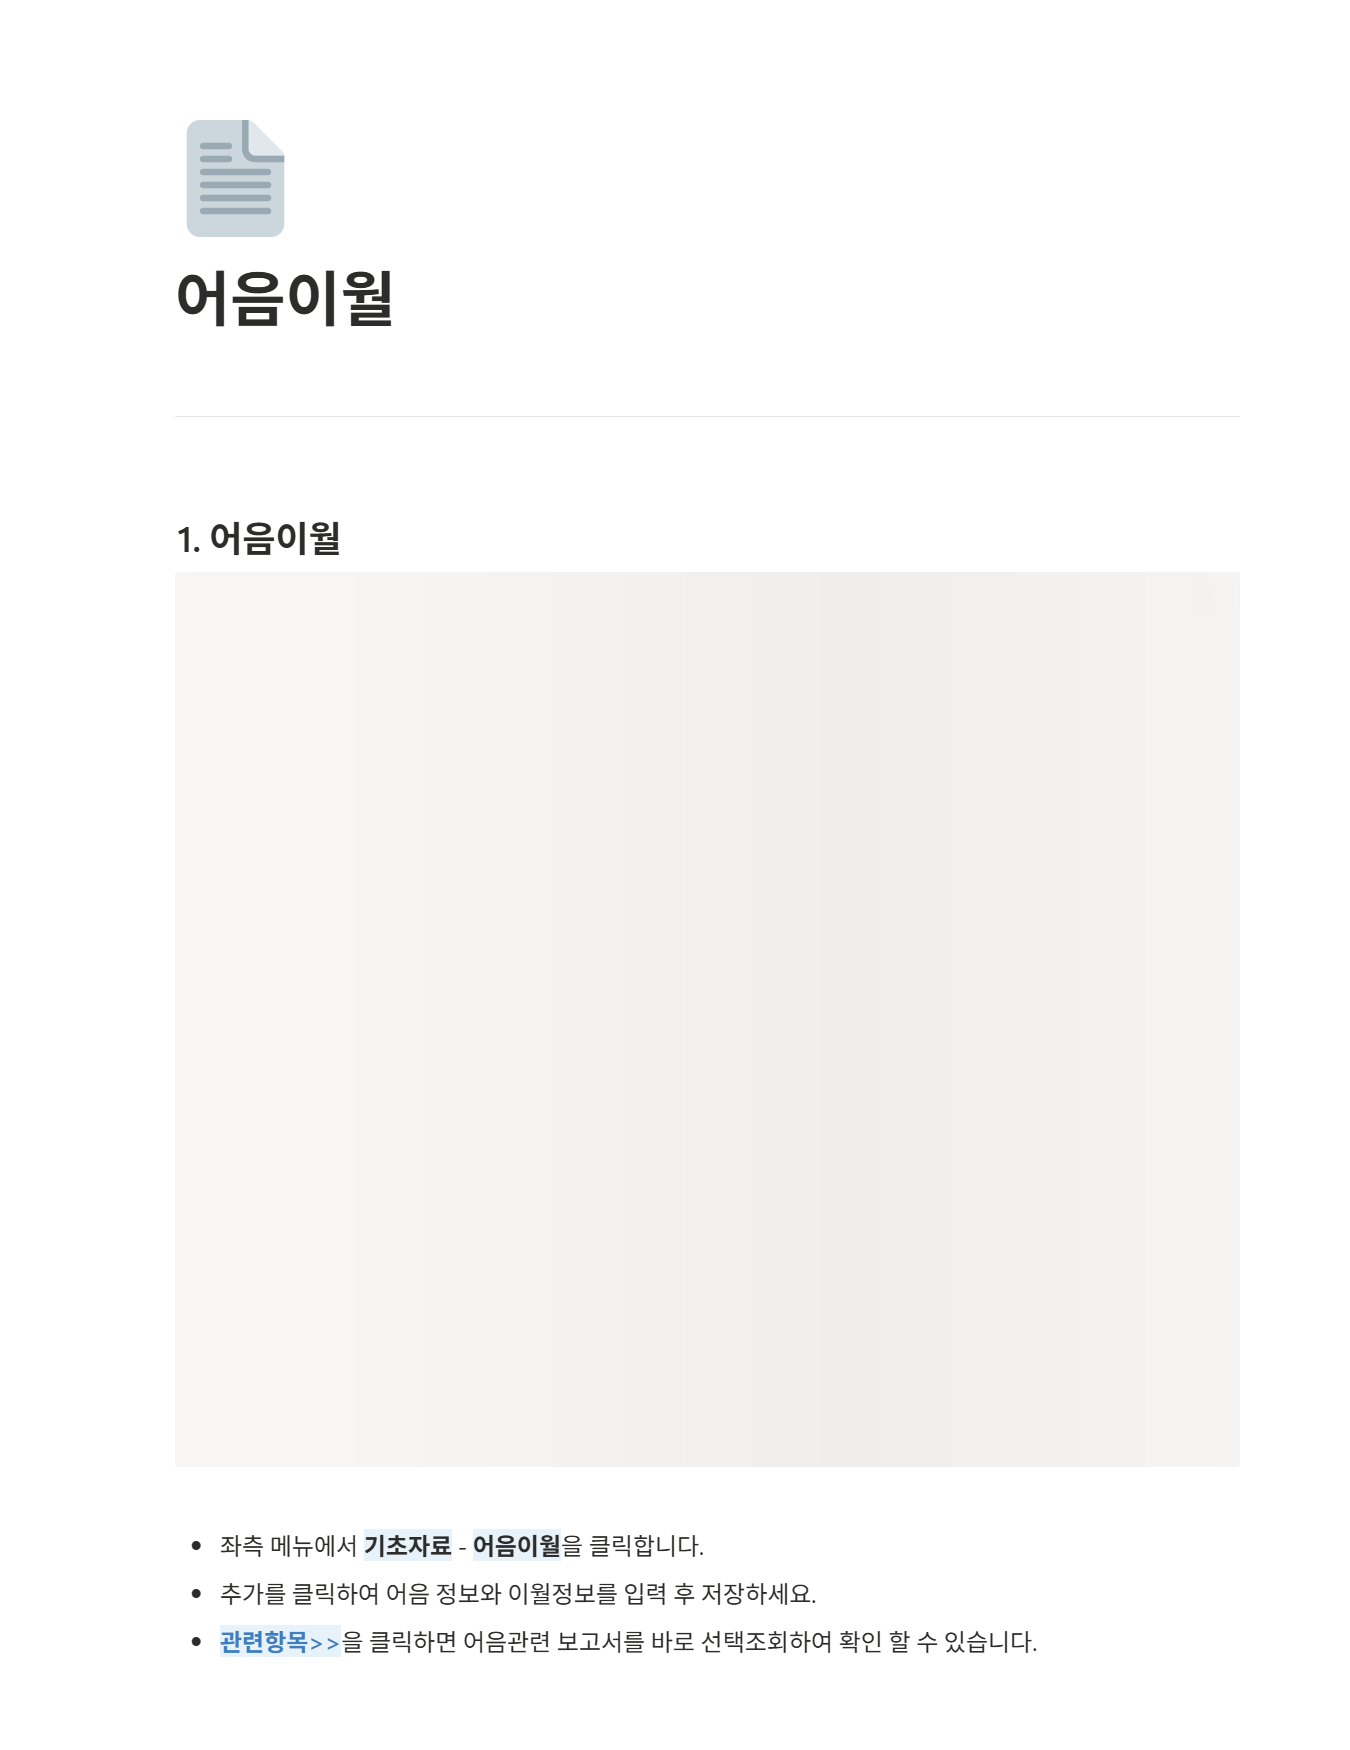 어음이월
1. 어음이월
좌측 메뉴에서 기초자료 - 어음이월을 클릭합니다.
추가를 클릭하여 어음 정보와 이월정보를 입력 후 저장하세요.
관련항목>>을 클릭하면 어음관련 보고서를 바로 선택조회하여 확인 할 수 있습니다.